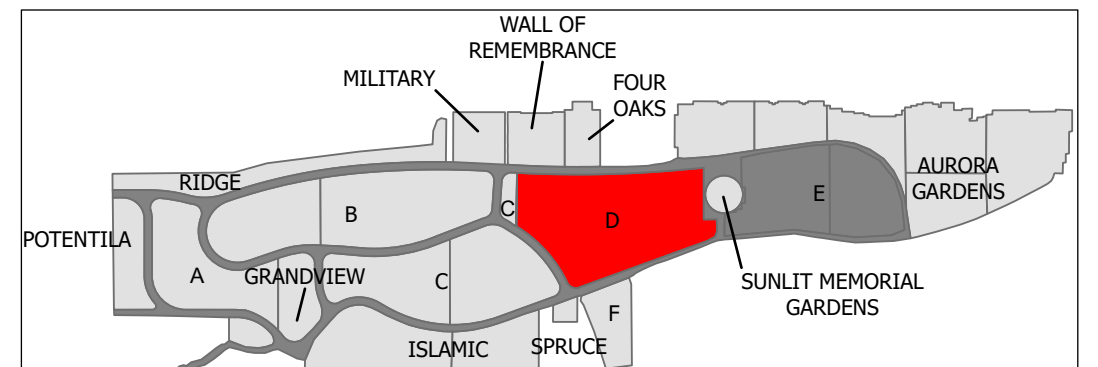 WALL OF
REMEMBRANCE
MILITARY
FOUR
OAKS
RIDGE
AURORA
GARDENS
B
C
D
E
POTENTILA
A
GRANDVIEW
C
SUNLIT MEMORIAL
GARDENS
F
ISLAMIC
SPRUCE